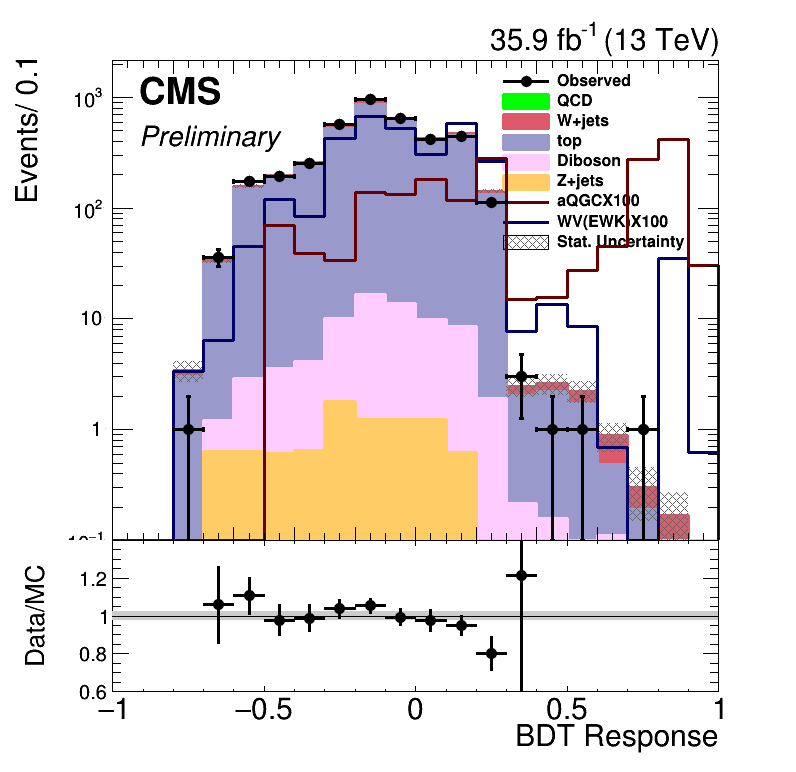 35.9 fb⁻¹ (13 TeV)
Events/ 0.1
CMS
Preliminary
Observed
QCD
W+jets
top
Diboson
Z+jets
aQGCX100
WV(EWK)X100
Stat. Uncertainty
10³
10²
10
1
Data/MC
1.2
1
0.8
0.6
−1
−0.5
0
0.5
1
BDT Response